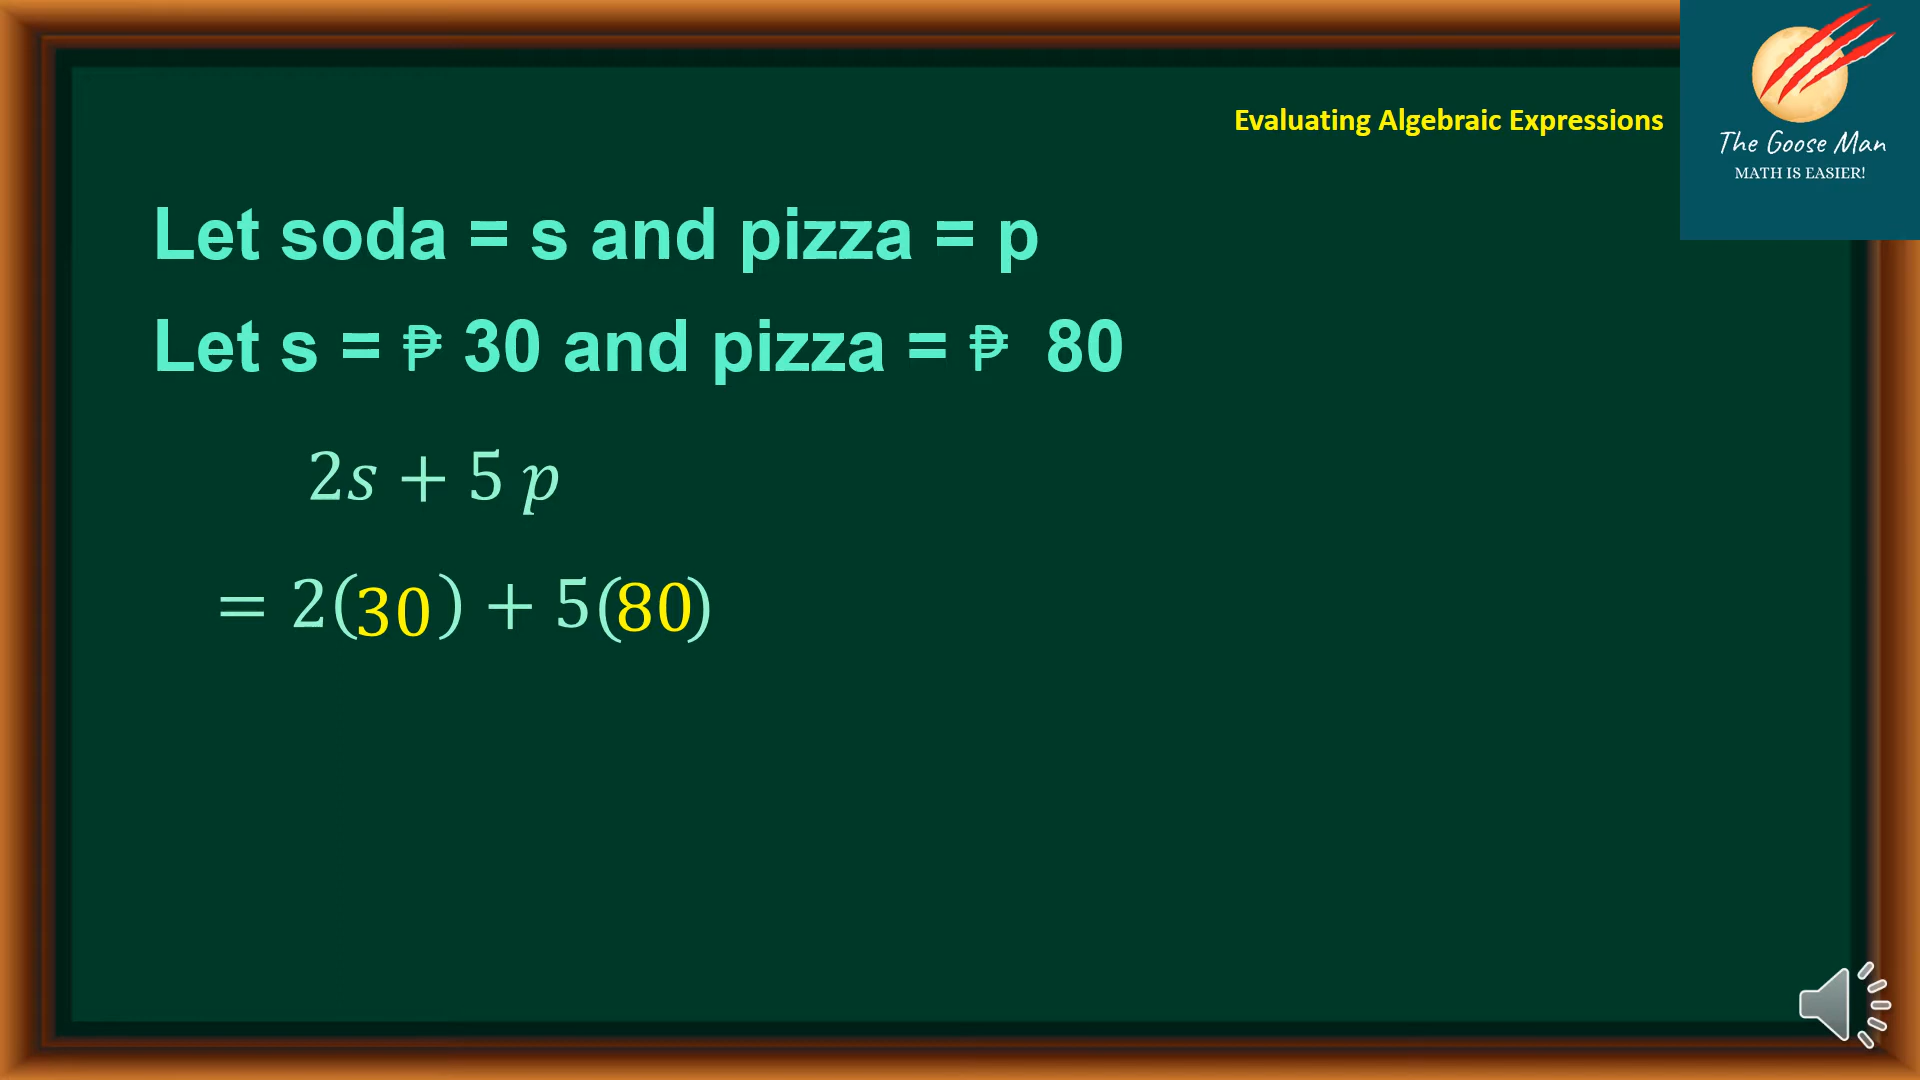 Evaluating Algebraic Expressions
The Goose Man
MATH IS EASIER!
Let soda = s and pizza = p
Let s = ₱ 30 and pizza = ₱ 80
2s + 5 p
= 2(30) + 5(80)